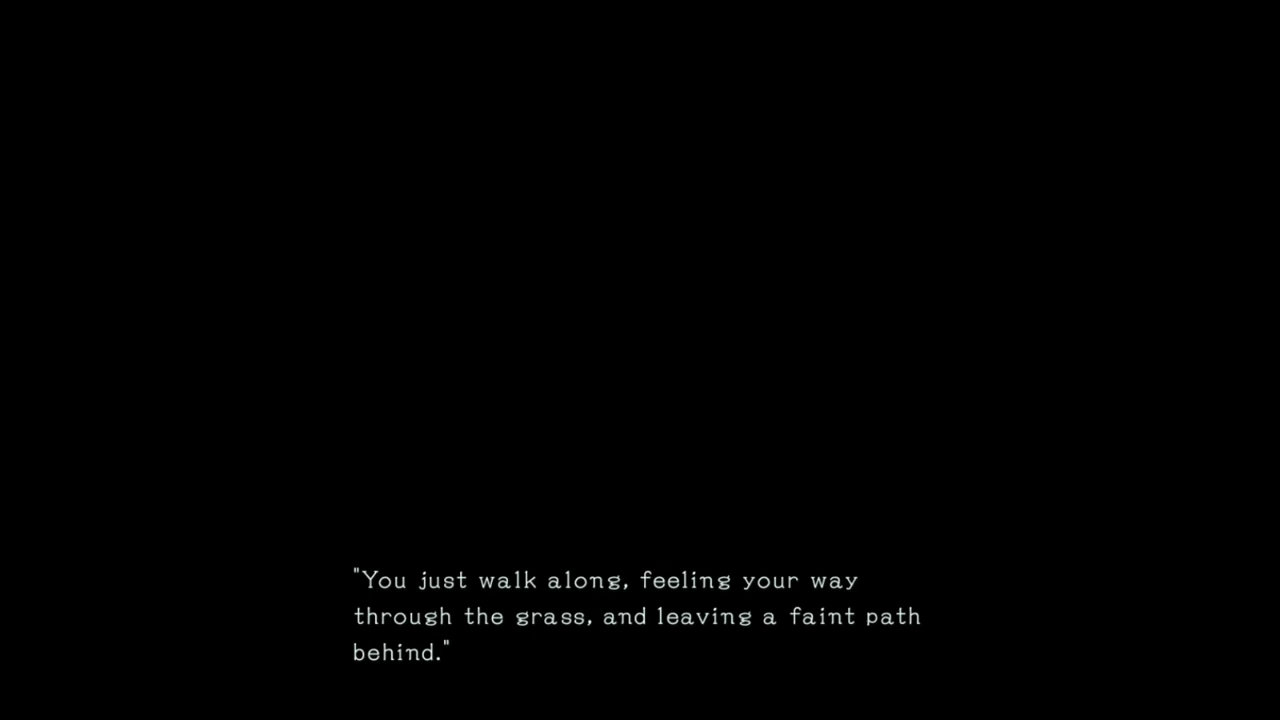 "You just walk along, feeling your way
through the grass, and leaving a faint path
behind."